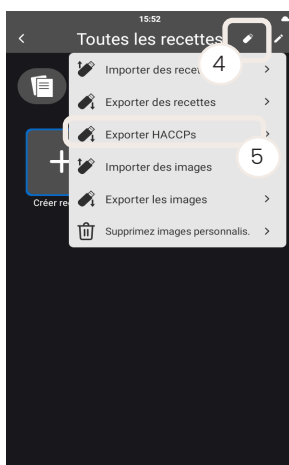 15:52
Toutes les recettes
4
Importer des recet
Exporter des recettes
Exporter HACCPs
5
Importer des images
Exporter les images
Supprimez images personnalis.
Créer re